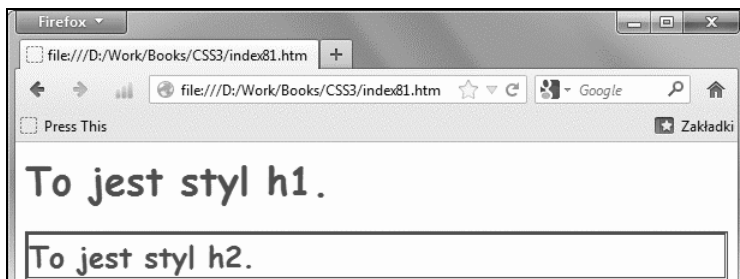 Firefox
file:///D:/Work/Books/CSS3/index81.htm
file:///D:/Work/Books/CSS3/index81.htm
Google
Press This
Zakładki
To jest styl h1.
To jest styl h2.